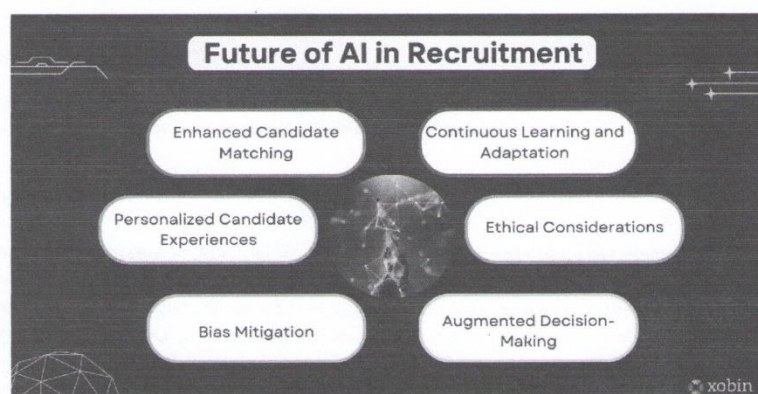 Future of AI in Recruitment
Enhanced Candidate
Matching
Continuous Learning and
Adaptation
Personalized Candidate
Experiences
Ethical Considerations
Bias Mitigation
Augmented Decision-
Making
xobin